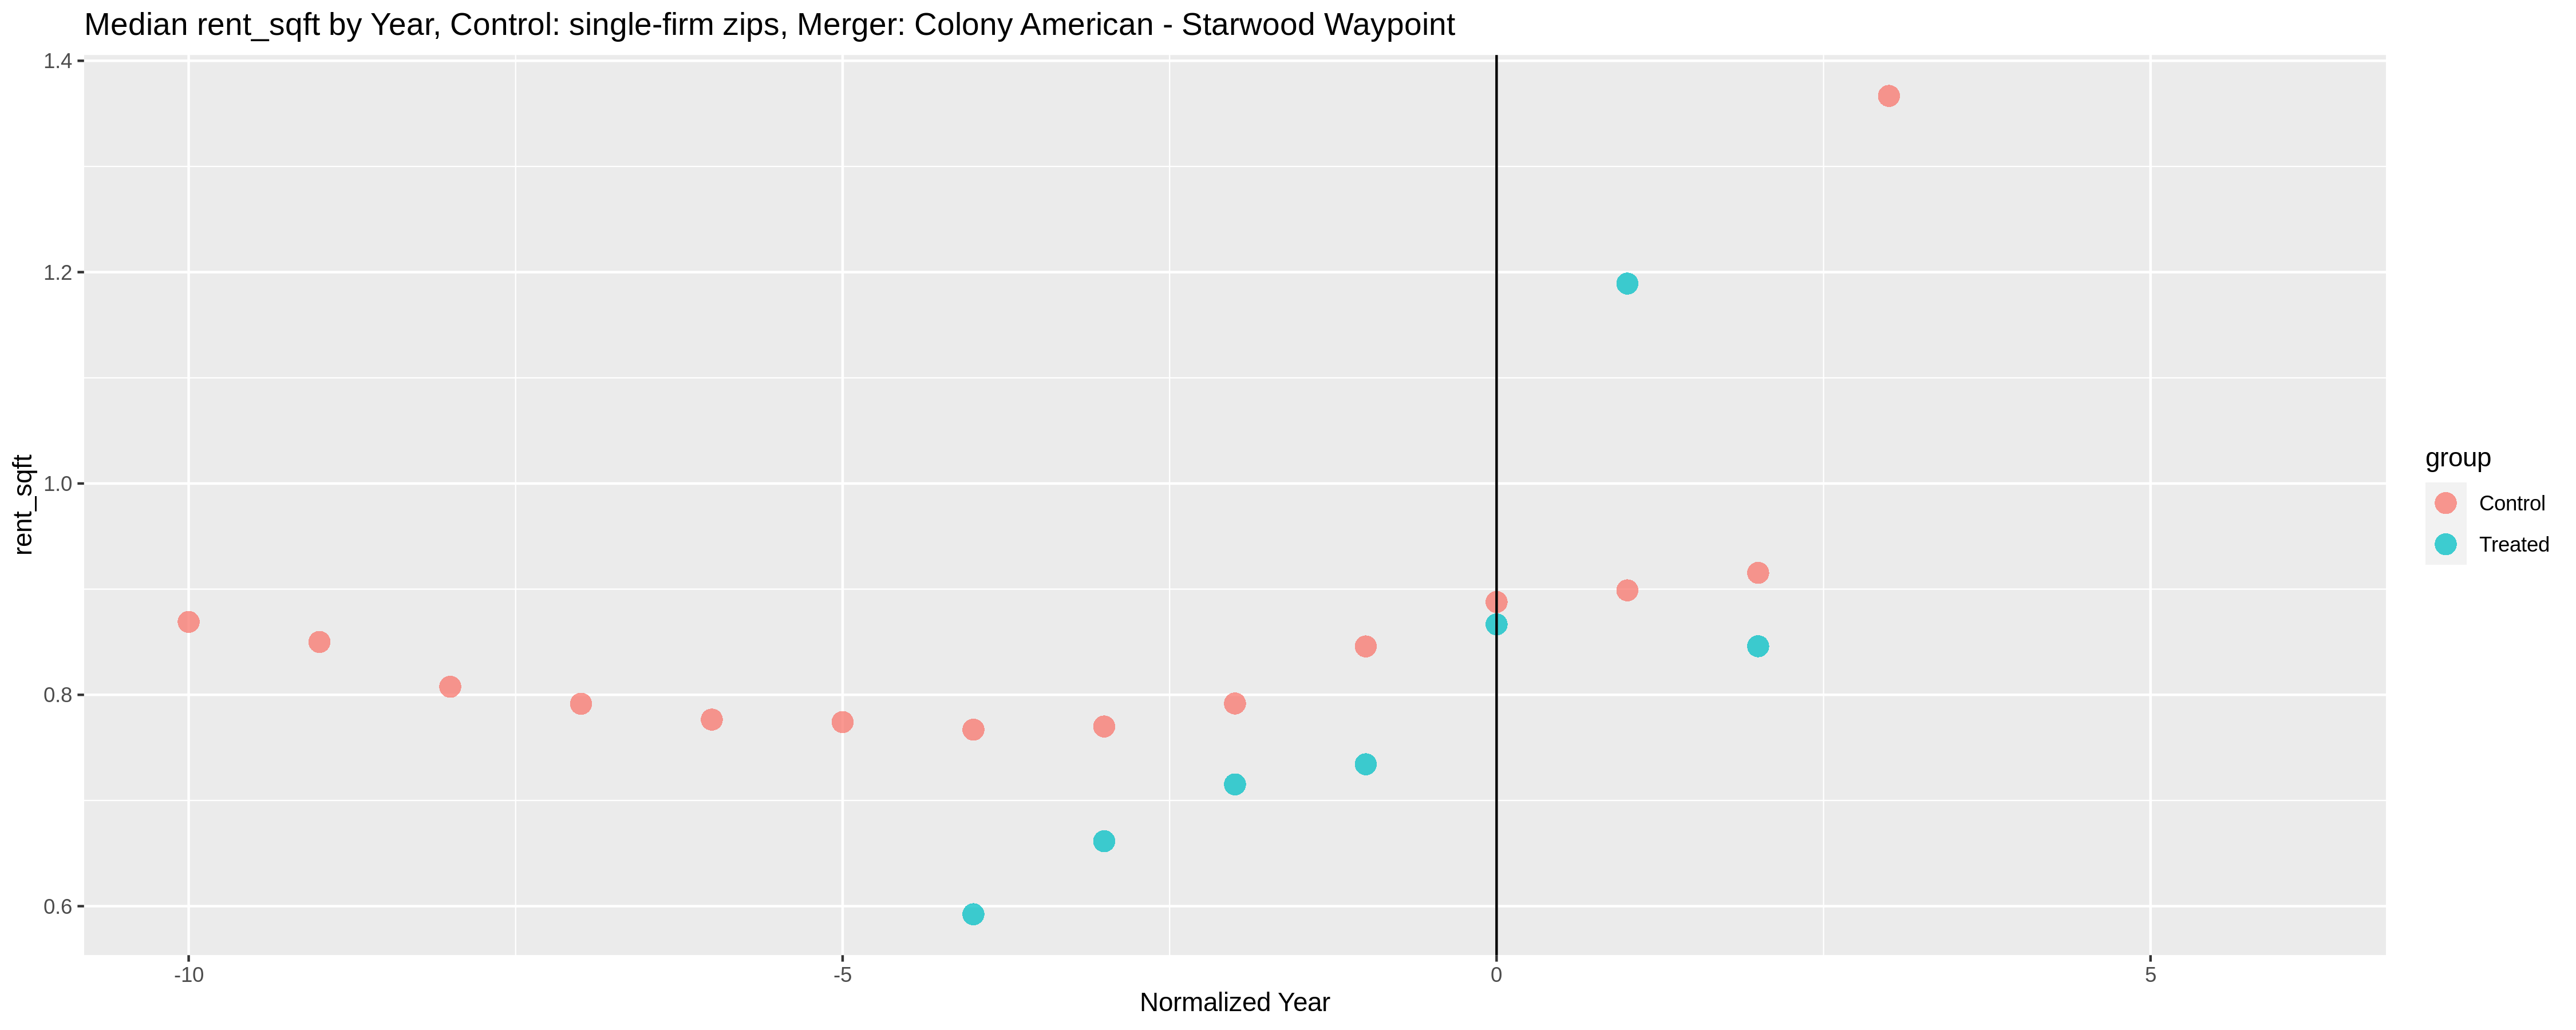 Median rent_sqft by Year, Control: single-firm zips, Merger: Colony American - Starwood Waypoint
1.4
1.2
1.0
0.8
0.6
rent_sqft
-10
-5
0
5
Normalized Year
group
Control
Treated